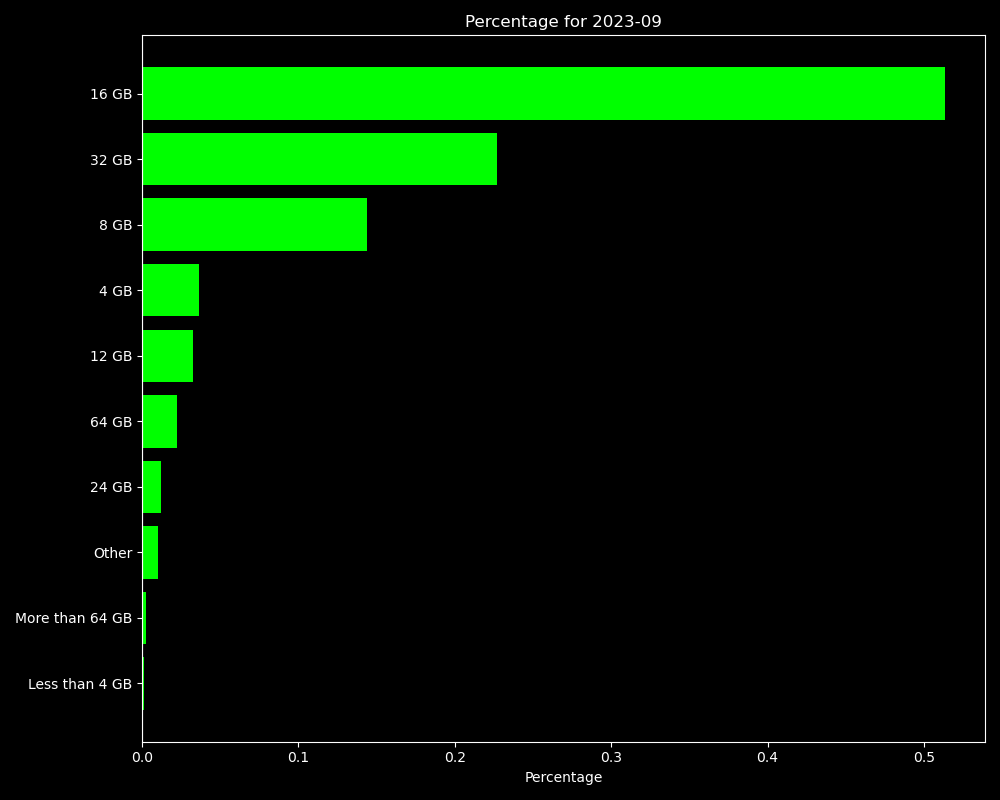 Percentage for 2023-09
16 GB
32 GB
8 GB
4 GB
12 GB
64 GB
24 GB
Other
More than 64 GB
Less than 4 GB
0.0 0.1 0.2 0.3 0.4 0.5
Percentage